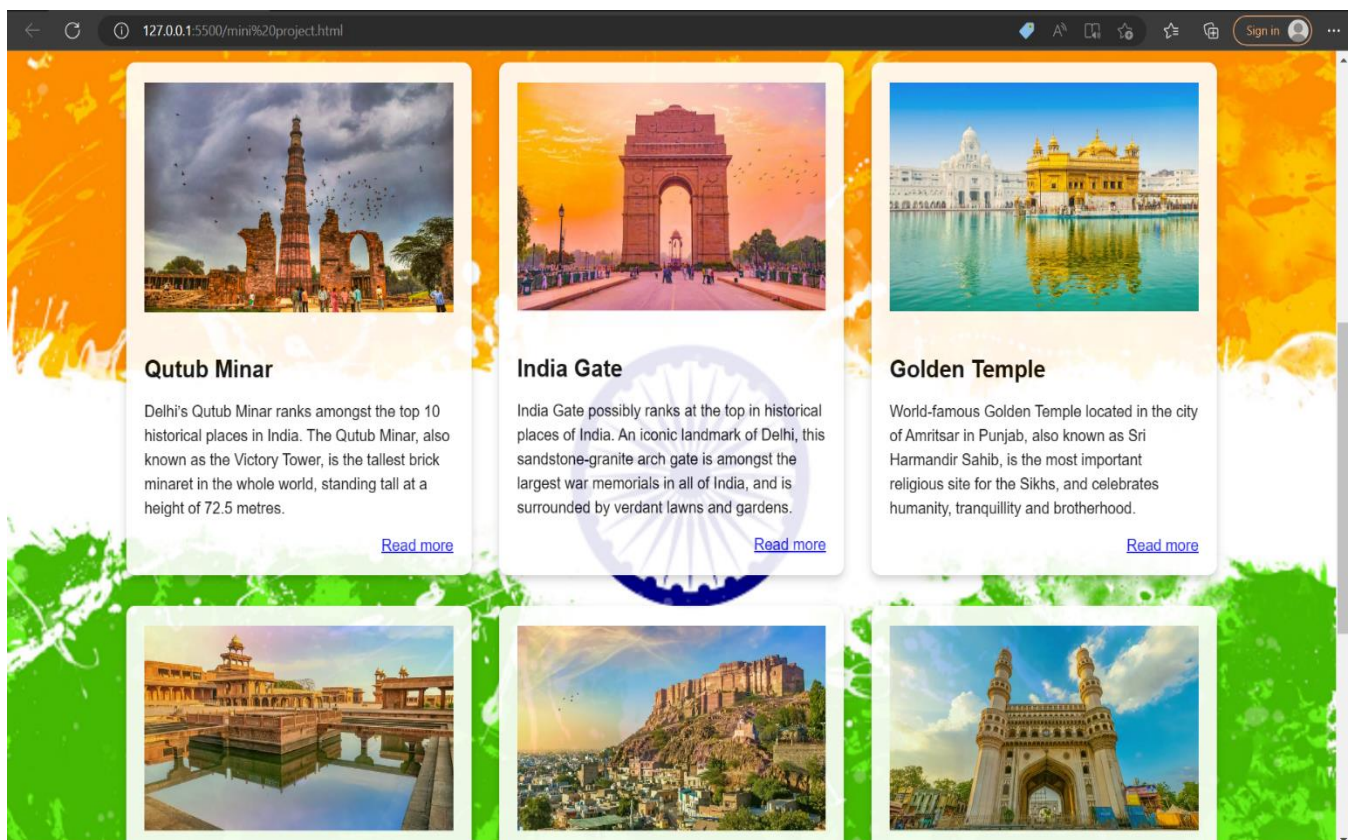 127.0.0.1:5500/mini%20project.html
Sign in
Qutub Minar
Delhi's Qutub Minar ranks amongst the top 10
historical places in India. The Qutub Minar, also
known as the Victory Tower, is the tallest brick
minaret in the whole world, standing tall at a
height of 72.5 metres.
Read more
India Gate
India Gate possibly ranks at the top in historical
places of India. An iconic landmark of Delhi, this
sandstone-granite arch gate is amongst the
largest war memorials in all of India, and is
surrounded by verdant lawns and gardens.
Read more
Golden Temple
World-famous Golden Temple located in the city
of Amritsar in Punjab, also known as Sri
Harmandir Sahib, is the most important
religious site for the Sikhs, and celebrates
humanity, tranquillity and brotherhood.
Read more